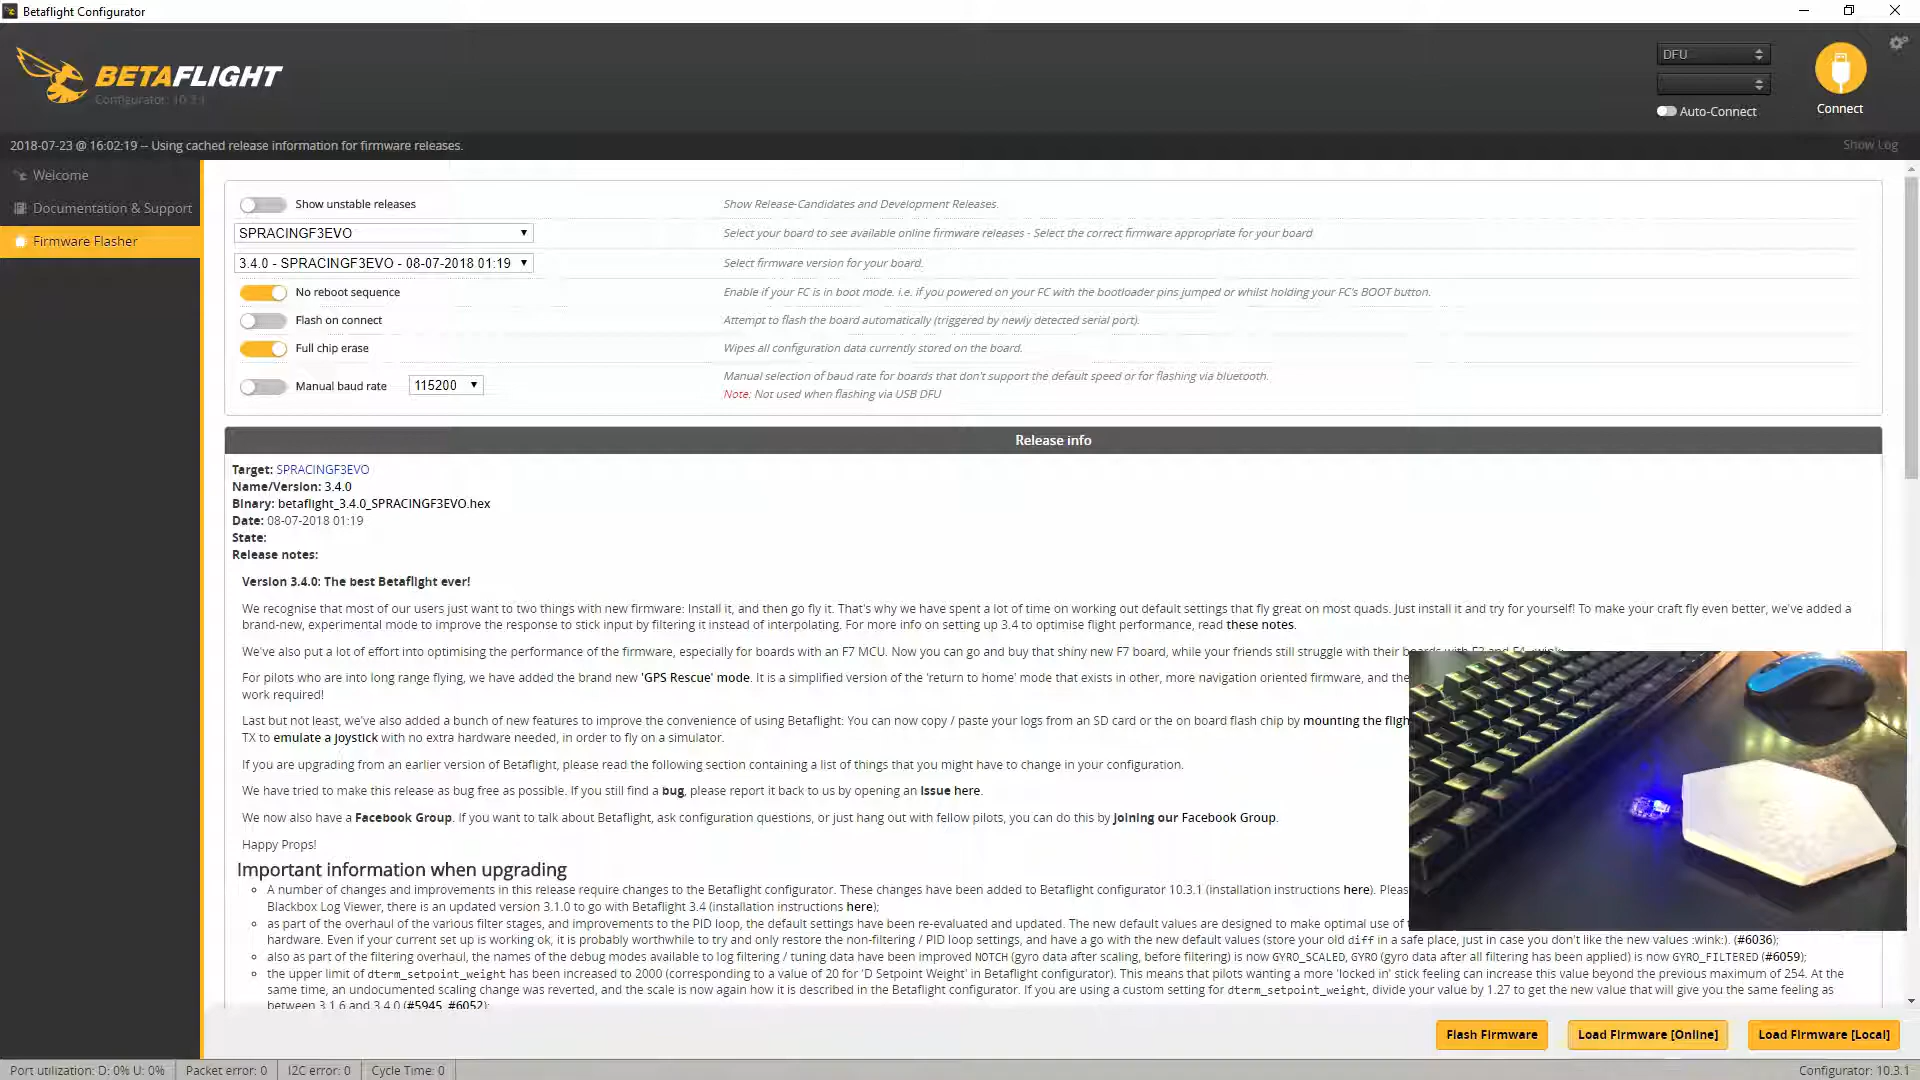 Betaflight Configurator
BETAFLIGHT
Configurator: 10.3.1
DFU
Auto-Connect
Connect
2018-07-23 @ 16:02:19 -- Using cached release information for firmware releases.
Show Log
Welcome
Documentation & Support
Firmware Flasher
Show unstable releases
Show Release-Candidates and Development Releases.
SPRACINGF3EVO
Select your board to see available online firmware releases - Select the correct firmware appropriate for your board
3.4.0 - SPRACINGF3EVO - 08-07-2018 01:19
Select firmware version for your board.
No reboot sequence
Enable if your FC is in boot mode. i.e. if you powered on your FC with the bootloader pins jumped or whilst holding your FC's BOOT button.
Flash on connect
Attempt to flash the board automatically (triggered by newly detected serial port).
Full chip erase
Wipes all configuration data currently stored on the board.
Manual baud rate 115200
Manual selection of baud rate for boards that don't support the default speed or for flashing via bluetooth.
Note: Not used when flashing via USB DFU
Release info
Target: SPRACINGF3EVO
Name/Version: 3.4.0
Binary: betaflight_3.4.0_SPRACINGF3EVO.hex
Date: 08-07-2018 01:19
State:
Release notes:
Version 3.4.0: The best Betaflight ever!
We recognise that most of our users just want to two things with new firmware: Install it, and then go fly it. That's why we have spent a lot of time on working out default settings that fly great on most quads. Just install it and try for yourself! To make your craft fly even better, we've added a
brand-new, experimental mode to improve the response to stick input by filtering it instead of interpolating. For more info on setting up 3.4 to optimise flight performance, read these notes.
We've also put a lot of effort into optimising the performance of the firmware, especially for boards with an F7 MCU. Now you can go and buy that shiny new F7 board, while your friends still struggle with their boards with F3 and F4 :wink:
For pilots who are into long range flying, we have added the brand new 'GPS Rescue' mode. It is a simplified version of the 'return to home' mode that exists in other, more navigation oriented firmware, and the
work required!
Last but not least, we've also added a bunch of new features to improve the convenience of using Betaflight: You can now copy / paste your logs from an SD card or the on board flash chip by mounting the fligh
TX to emulate a joystick with no extra hardware needed, in order to fly on a simulator.
If you are upgrading from an earlier version of Betaflight, please read the following section containing a list of things that you might have to change in your configuration.
We have tried to make this release as bug free as possible. If you still find a bug, please report it back to us by opening an issue here.
We now also have a Facebook Group. If you want to talk about Betaflight, ask configuration questions, or just hang out with fellow pilots, you can do this by joining our Facebook Group.
Happy Props!
Important information when upgrading
A number of changes and improvements in this release require changes to the Betaflight configurator. These changes have been added to Betaflight configurator 10.3.1 (installation instructions here). Pleas
Blackbox Log Viewer, there is an updated version 3.1.0 to go with Betaflight 3.4 (installation instructions here);
as part of the overhaul of the various filter stages, and improvements to the PID loop, the default settings have been re-evaluated and updated. The new default values are designed to make optimal use of
hardware. Even if your current set up is working ok, it is probably worthwhile to try and only restore the non-filtering / PID loop settings, and have a go with the new default values (store your old diff in a safe place, just in case you don't like the new values :wink:). (#6036);
also as part of the filtering overhaul, the names of the debug modes available to log filtering / tuning data have been improved NOTCH (gyro data after scaling, before filtering) is now GYRO_SCALED, GYRO (gyro data after all filtering has been applied) is now GYRO_FILTERED (#6059);
the upper limit of dterm_setpoint_weight has been increased to 2000 (corresponding to a value of 20 for 'D Setpoint Weight' in Betaflight configurator). This means that pilots wanting a more 'locked in' stick feeling can increase this value beyond the previous maximum of 254. At the
same time, an undocumented scaling change was reverted, and the scale is now again how it is described in the Betaflight configurator. If you are using a custom setting for dterm_setpoint_weight, divide your value by 1.27 to get the new value that will give you the same feeling as
between 3.1.6 and 3.4.0 (#5945, #6052);
Flash Firmware
Load Firmware [Online]
Load Firmware [Local]
Port utilization: D: 0% U: 0%
Packet error: 0
I2C error: 0
Cycle Time: 0
Configurator: 10.3.1